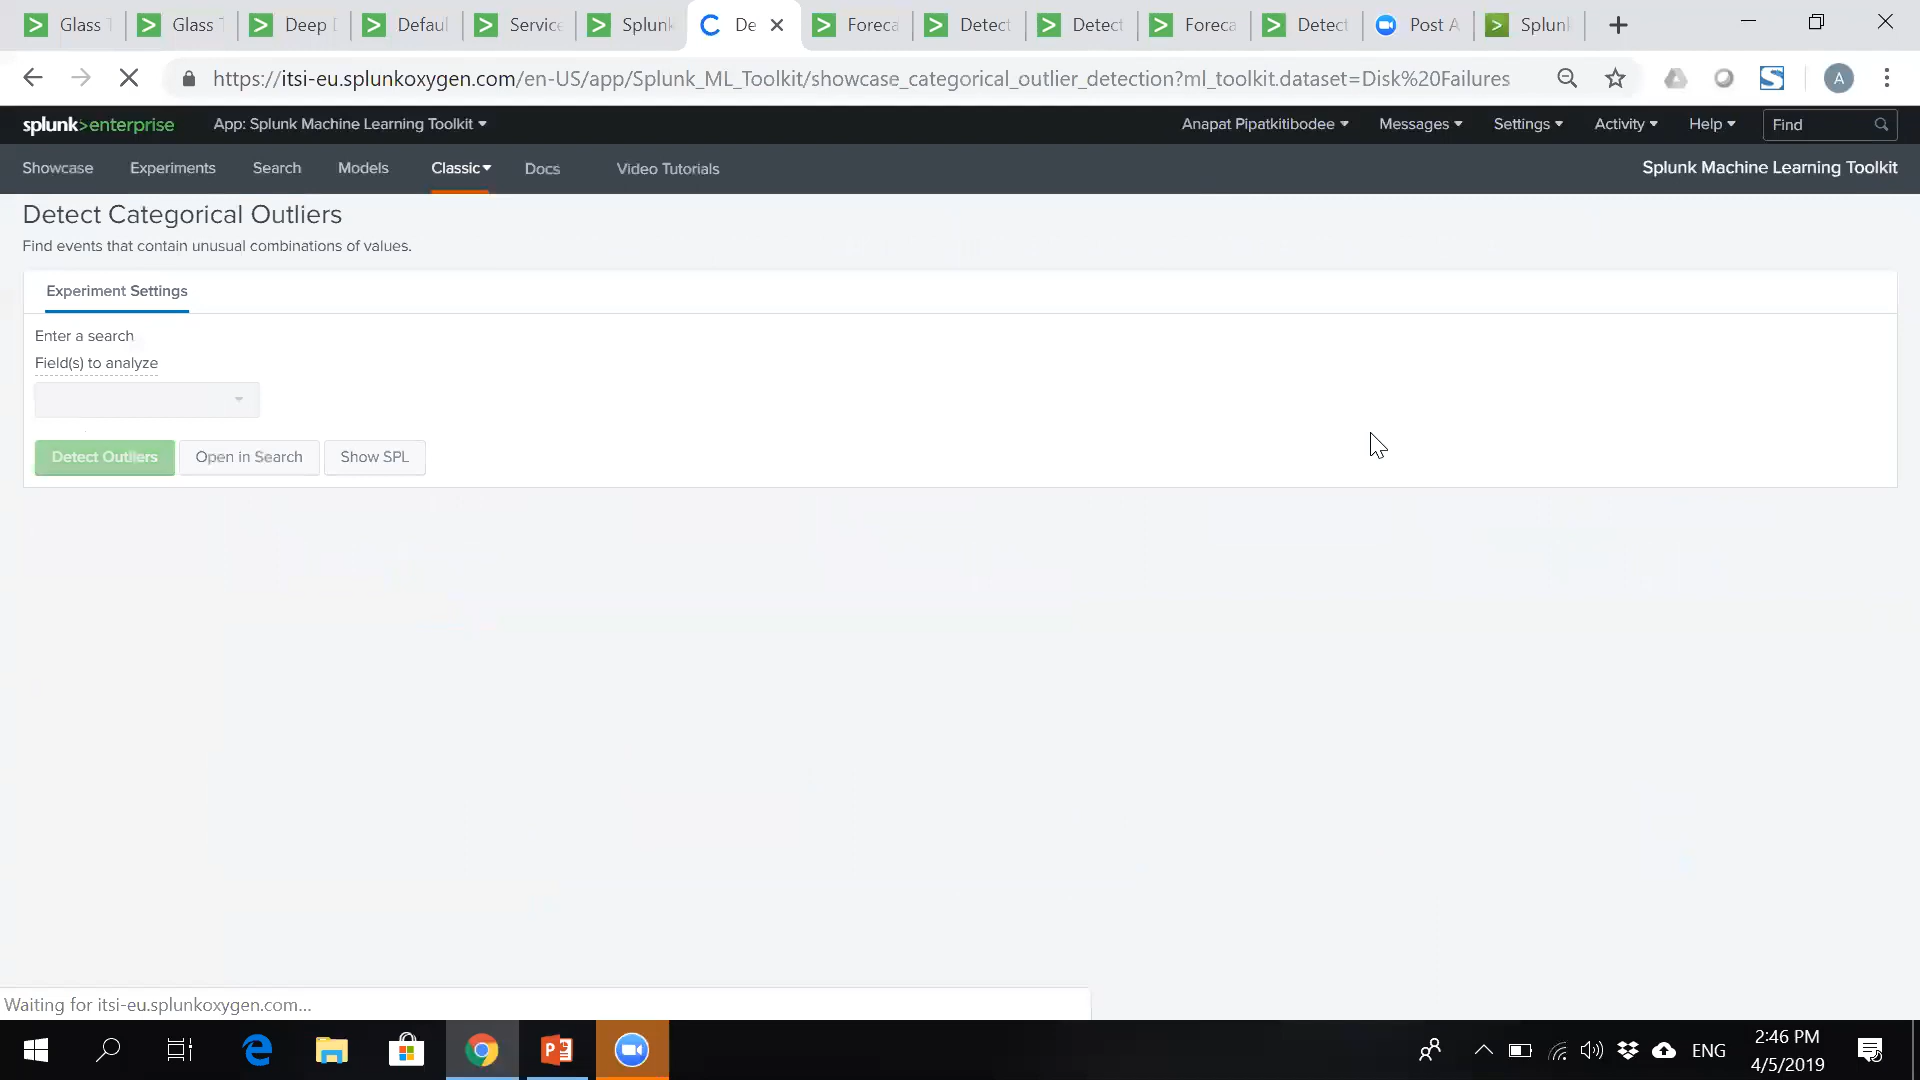 Glass
Glass
Deep
Defaul
Service
Splunk
De
Foreca
Detect
Detect
Foreca
Detect
Post A
Splunk
https://itsi-eu.splunkoxygen.com/en-US/app/Splunk_ML_Toolkit/showcase_categorical_outlier_detection?ml_toolkit.dataset=Disk%20Failures
A
splunk>enterprise
App: Splunk Machine Learning Toolkit
Anapat Pipatkitibodee
Messages
Settings
Activity
Help
Find
Showcase
Experiments
Search
Models
Classic
Docs
Video Tutorials
Splunk Machine Learning Toolkit
Detect Categorical Outliers
Find events that contain unusual combinations of values.
Experiment Settings
Enter a search
Field(s) to analyze
Detect Outliers
Open in Search
Show SPL
Waiting for itsi-eu.splunkoxygen.com...
ENG
2:46 PM
4/5/2019